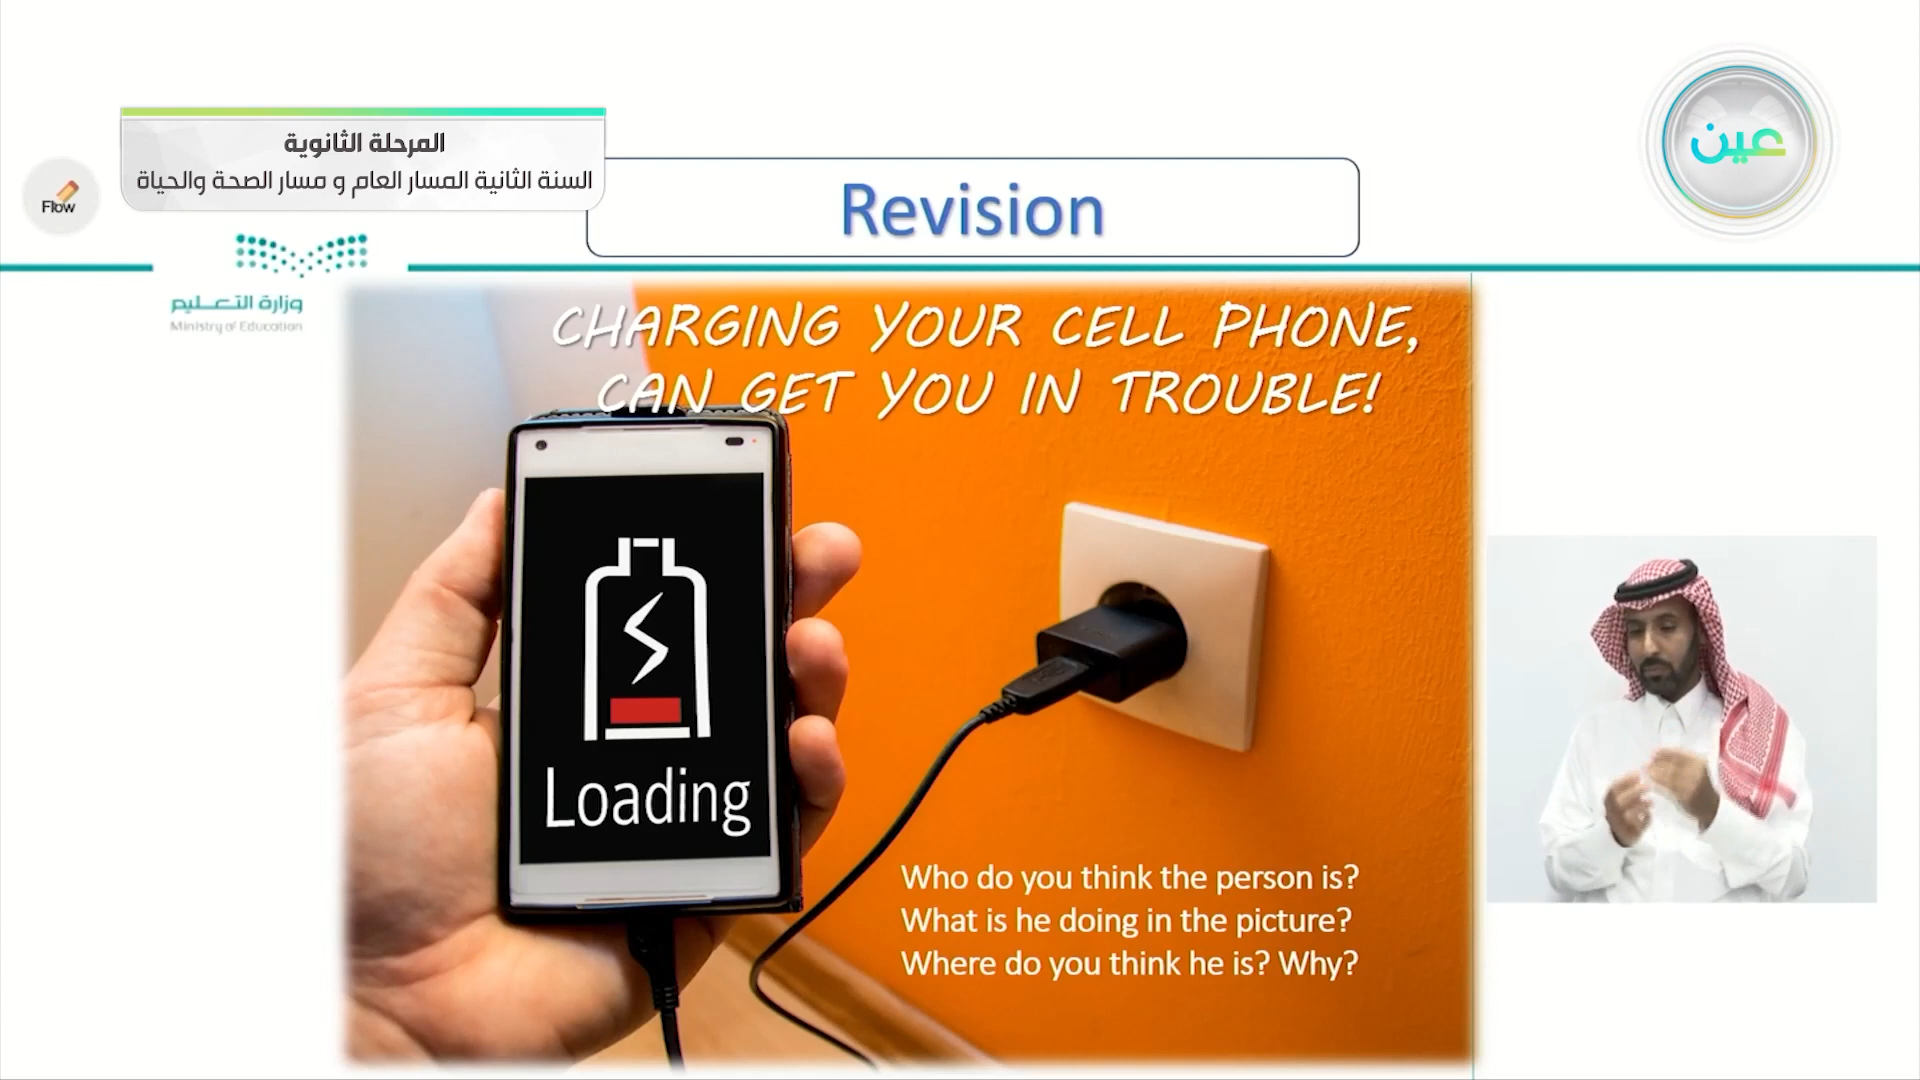 المرحلة الثانوية
السنة الثانية المسار العام و مسار الصحة والحياة
عين
Flow
Revision
وزارة التعليم
Ministry of Education
CHARGING YOUR CELL PHONE,
CAN GET YOU IN TROUBLE!
Loading
Who do you think the person is?
What is he doing in the picture?
Where do you think he is? Why?